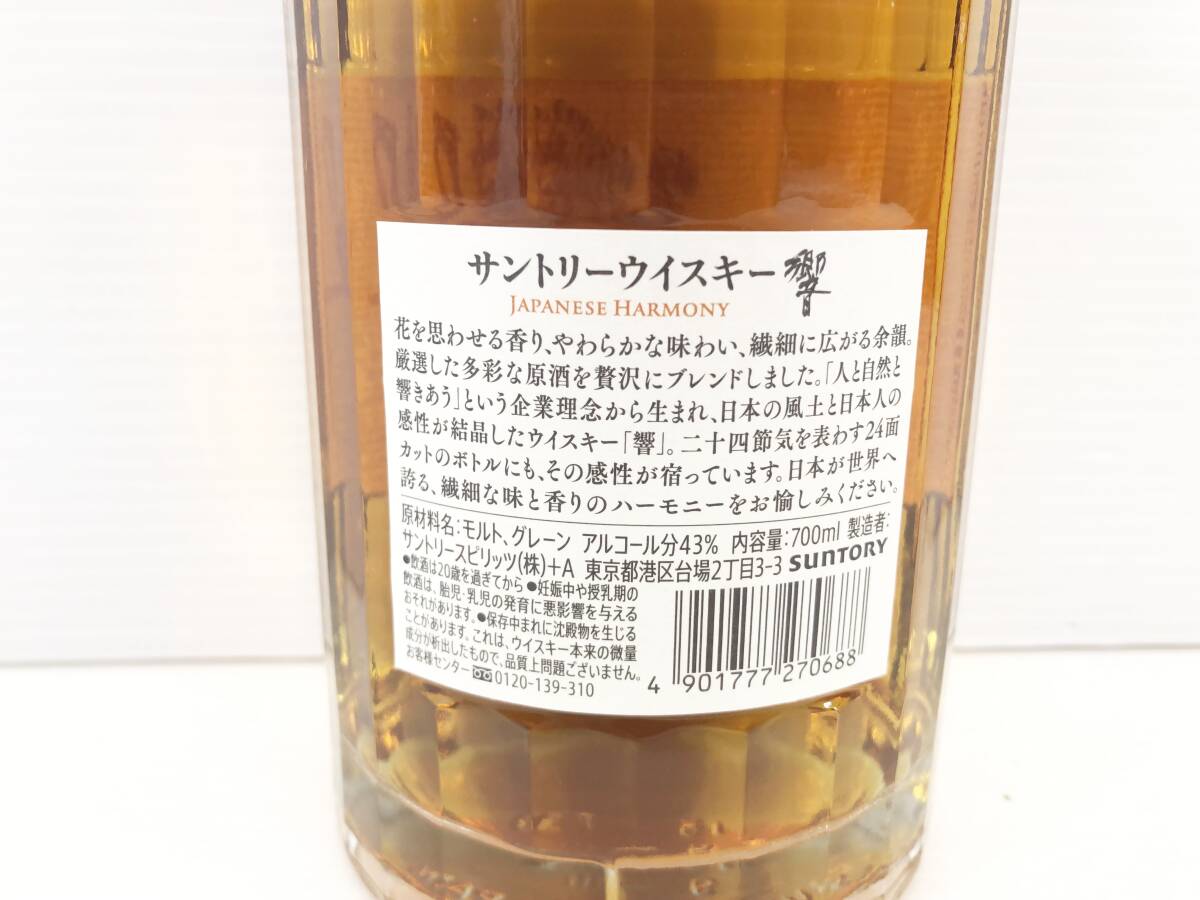 サントリーウイスキー 響
JAPANESE HARMONY
花を思わせる香り、やわらかな味わい、繊細に広がる余韻。
厳選した多彩な原酒を贅沢にブレンドしました。「人と自然と
響きあう」という企業理念から生まれ、日本の風土と日本人の
感性が結晶したウイスキー「響」。二十四節気を表わす24面
カットのボトルにも、その感性が宿っています。日本が世界へ
誇る、繊細な味と香りのハーモニーをお愉しみください。
原材料名:モルト、グレーン アルコール分43% 内容量:700ml 製造者:
サントリースピリッツ(株)+A 東京都港区台場2丁目3-3 SUNTORY
●飲酒は20歳を過ぎてから ●妊娠中や授乳期の
飲酒は、胎児・乳児の発育に悪影響を与える
おそれがあります。●保存中まれに沈殿物を生じる
ことがあります。これは、ウイスキー本来の微量
成分が析出したもので、品質上問題ございません。
お客様センター 0120-139-310
4 901777 270688